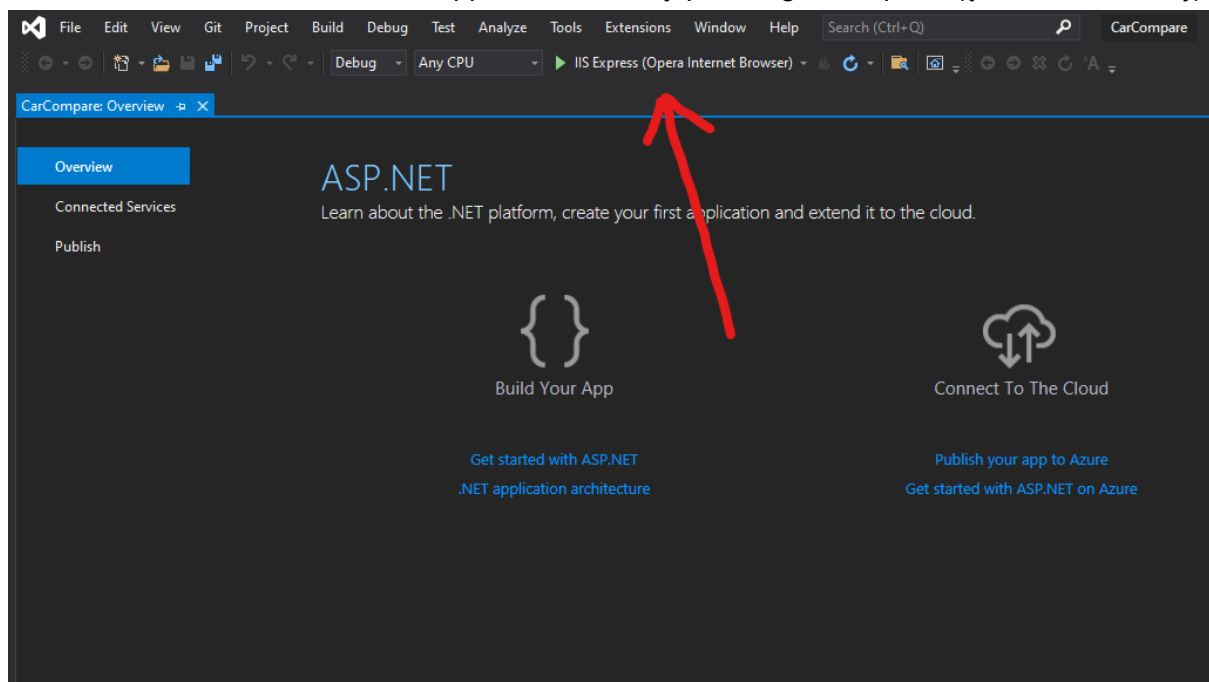 File Edit View Git Project Build Debug Test Analyze Tools Extensions Window Help Search (Ctrl+Q) CarCompare
Debug Any CPU IIS Express (Opera Internet Browser)
CarCompare: Overview
Overview
Connected Services
Publish
ASP.NET
Learn about the .NET platform, create your first application and extend it to the cloud.
Build Your App
Get started with ASP.NET
.NET application architecture
Connect To The Cloud
Publish your app to Azure
Get started with ASP.NET on Azure